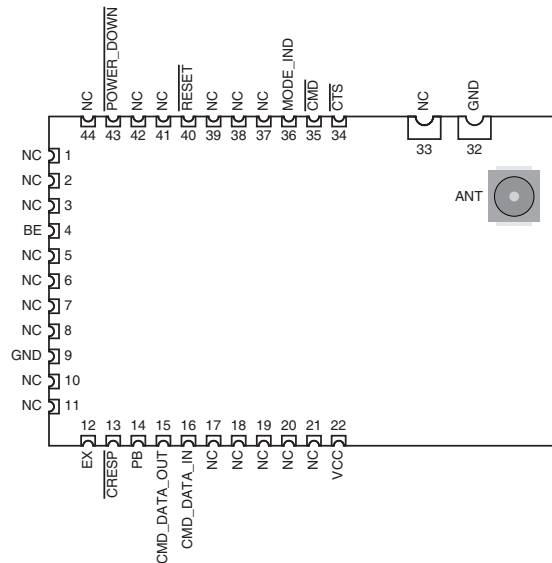 NC
POWER_DOWN
NC
NC
RESET
NC
NC
NC
MODE_IND
CMD
CTS
NC
GND
44
43
42
41
40
39
38
37
36
35
34
33
32
NC 1
NC 2
NC 3
BE 4
NC 5
NC 6
NC 7
NC 8
GND 9
NC 10
NC 11
ANT
12
13
14
15
16
17
18
19
20
21
22
EX
CRESP
PB
CMD_DATA_OUT
CMD_DATA_IN
NC
NC
NC
NC
NC
VCC